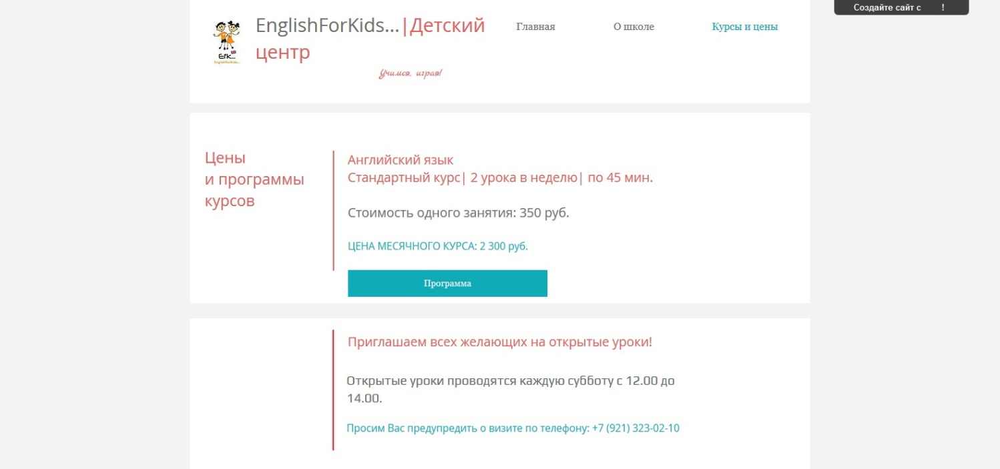 Создайте сайт с !
EnglishForKids...|Детский
центр
Главная
О школе
Курсы и цены
Учимся, играя!
EfK...
EnglishForKids...
Цены
и программы
курсов
Английский язык
Стандартный курс| 2 урока в неделю| по 45 мин.
Стоимость одного занятия: 350 руб.
ЦЕНА МЕСЯЧНОГО КУРСА: 2 300 руб.
Программа
Приглашаем всех желающих на открытые уроки!
Открытые уроки проводятся каждую субботу с 12.00 до
14.00.
Просим Вас предупредить о визите по телефону: +7 (921) 323-02-10